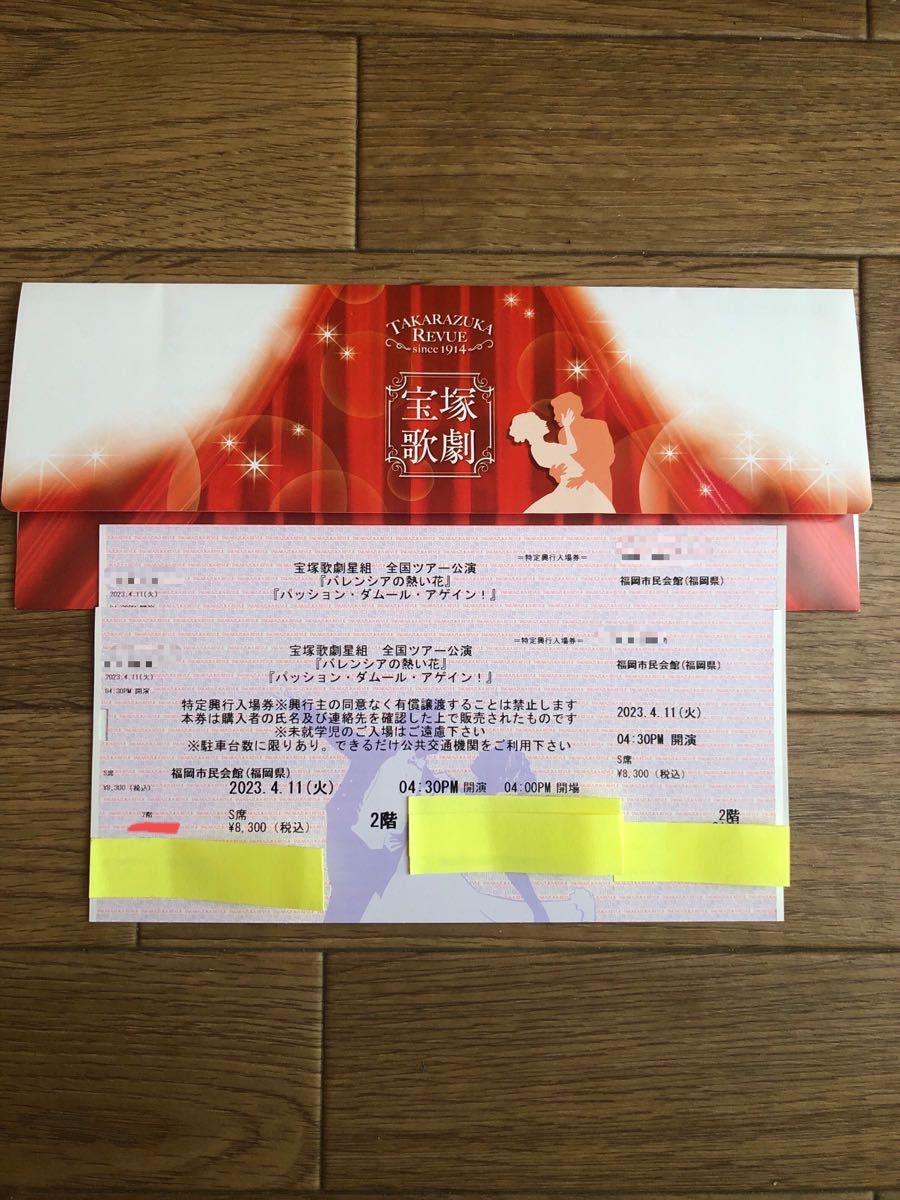 TAKARAZUKA
REVUE
since 1914
宝塚
歌劇
=特定興行入場券=
宝塚歌劇星組 全国ツアー公演
『バレンシアの熱い花』
『パッション・ダムール・アゲイン!』
福岡市民会館(福岡県)
2023.4.11(火)
=特定興行入場券=
宝塚歌劇星組 全国ツアー公演
『バレンシアの熱い花』
『パッション・ダムール・アゲイン!』
福岡市民会館(福岡県)
2023.4.11(火)
04:30PM 開演
特定興行入場券※興行主の同意なく有償譲渡することは禁止します
本券は購入者の氏名及び連絡先を確認した上で販売されたものです
※未就学児のご入場はご遠慮下さい
※駐車台数に限りあり。できるだけ公共交通機関をご利用下さい
2023.4.11(火)
04:30PM 開演
S席
¥8,300(税込)
S席
¥8,300(税込)
福岡市民会館(福岡県)
2023.4.11(火) 04:30PM 開演 04:00PM 開場
2階
S席
¥8,300(税込)
2階
2階